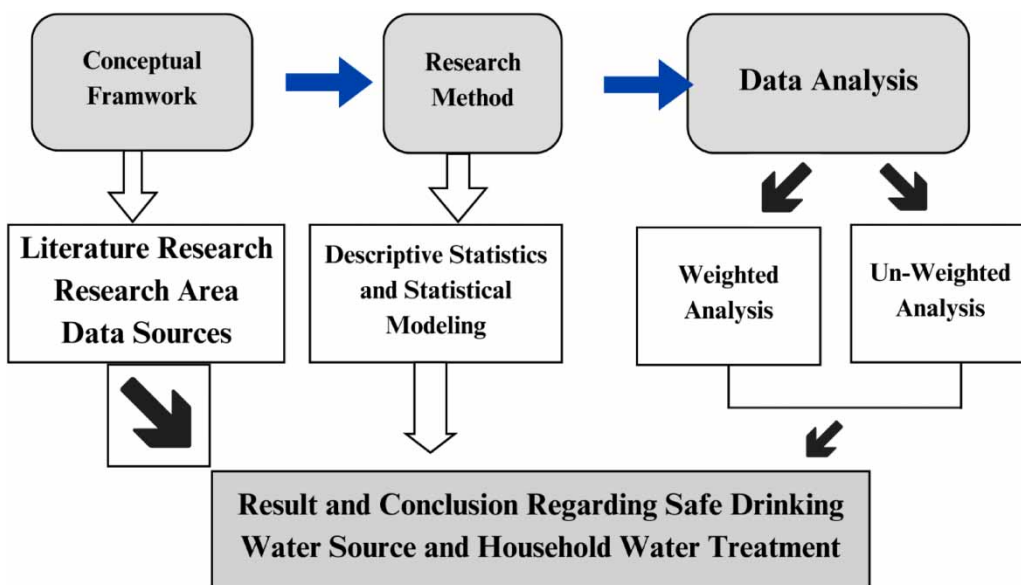 Conceptual
Framwork
Research
Method
Data Analysis
Literature Research
Research Area
Data Sources
Descriptive Statistics
and Statistical
Modeling
Weighted
Analysis
Un-Weighted
Analysis
Result and Conclusion Regarding Safe Drinking
Water Source and Household Water Treatment